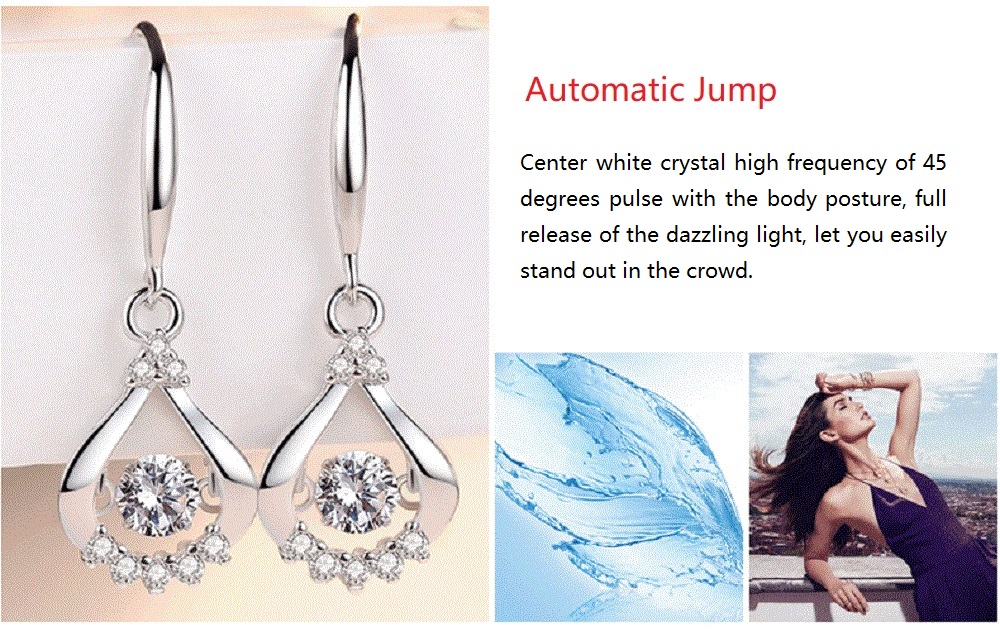 Automatic Jump
Center white crystal high frequency of 45
degrees pulse with the body posture, full
release of the dazzling light, let you easily
stand out in the crowd.